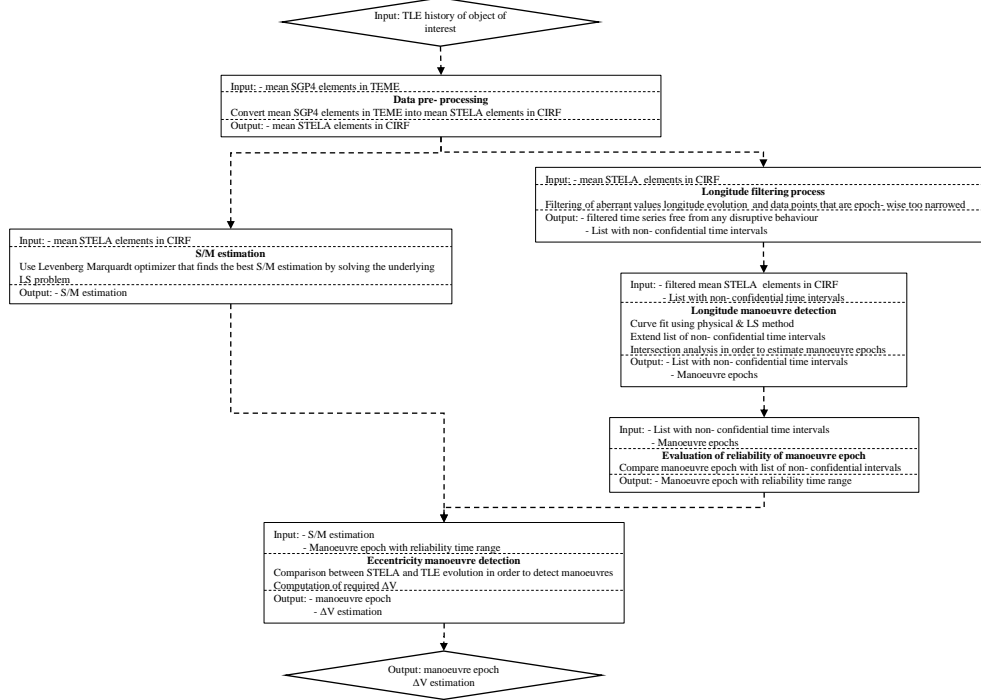 Input: TLE history of object of
interest
Input: - mean SGP4 elements in TEME
Data pre- processing
Convert mean SGP4 elements in TEME into mean STELA elements in CIRF
Output: - mean STELA elements in CIRF
Input: - mean STELA elements in CIRF
Longitude filtering process
Filtering of aberrant values longitude evolution and data points that are epoch- wise too narrowed
Output: - filtered time series free from any disruptive behaviour
- List with non- confidential time intervals
Input: - mean STELA elements in CIRF
S/M estimation
Use Levenberg Marquardt optimizer that finds the best S/M estimation by solving the underlying
LS problem
Output: - S/M estimation
Input: - filtered mean STELA elements in CIRF
- List with non- confidential time intervals
Longitude manoeuvre detection
Curve fit using physical & LS method
Extend list of non- confidential time intervals
Intersection analysis in order to estimate manoeuvre epochs
Output: - List with non- confidential time intervals
- Manoeuvre epochs
Input: - List with non- confidential time intervals
- Manoeuvre epochs
Evaluation of reliability of manoeuvre epoch
Compare manoeuvre epoch with list of non- confidential intervals
Output: - Manoeuvre epoch with reliability time range
Input: - S/M estimation
- Manoeuvre epoch with reliability time range
Eccentricity manoeuvre detection
Comparison between STELA and TLE evolution in order to detect manoeuvres
Computation of required ΔV
Output: - manoeuvre epoch
- ΔV estimation
Output: manoeuvre epoch
ΔV estimation